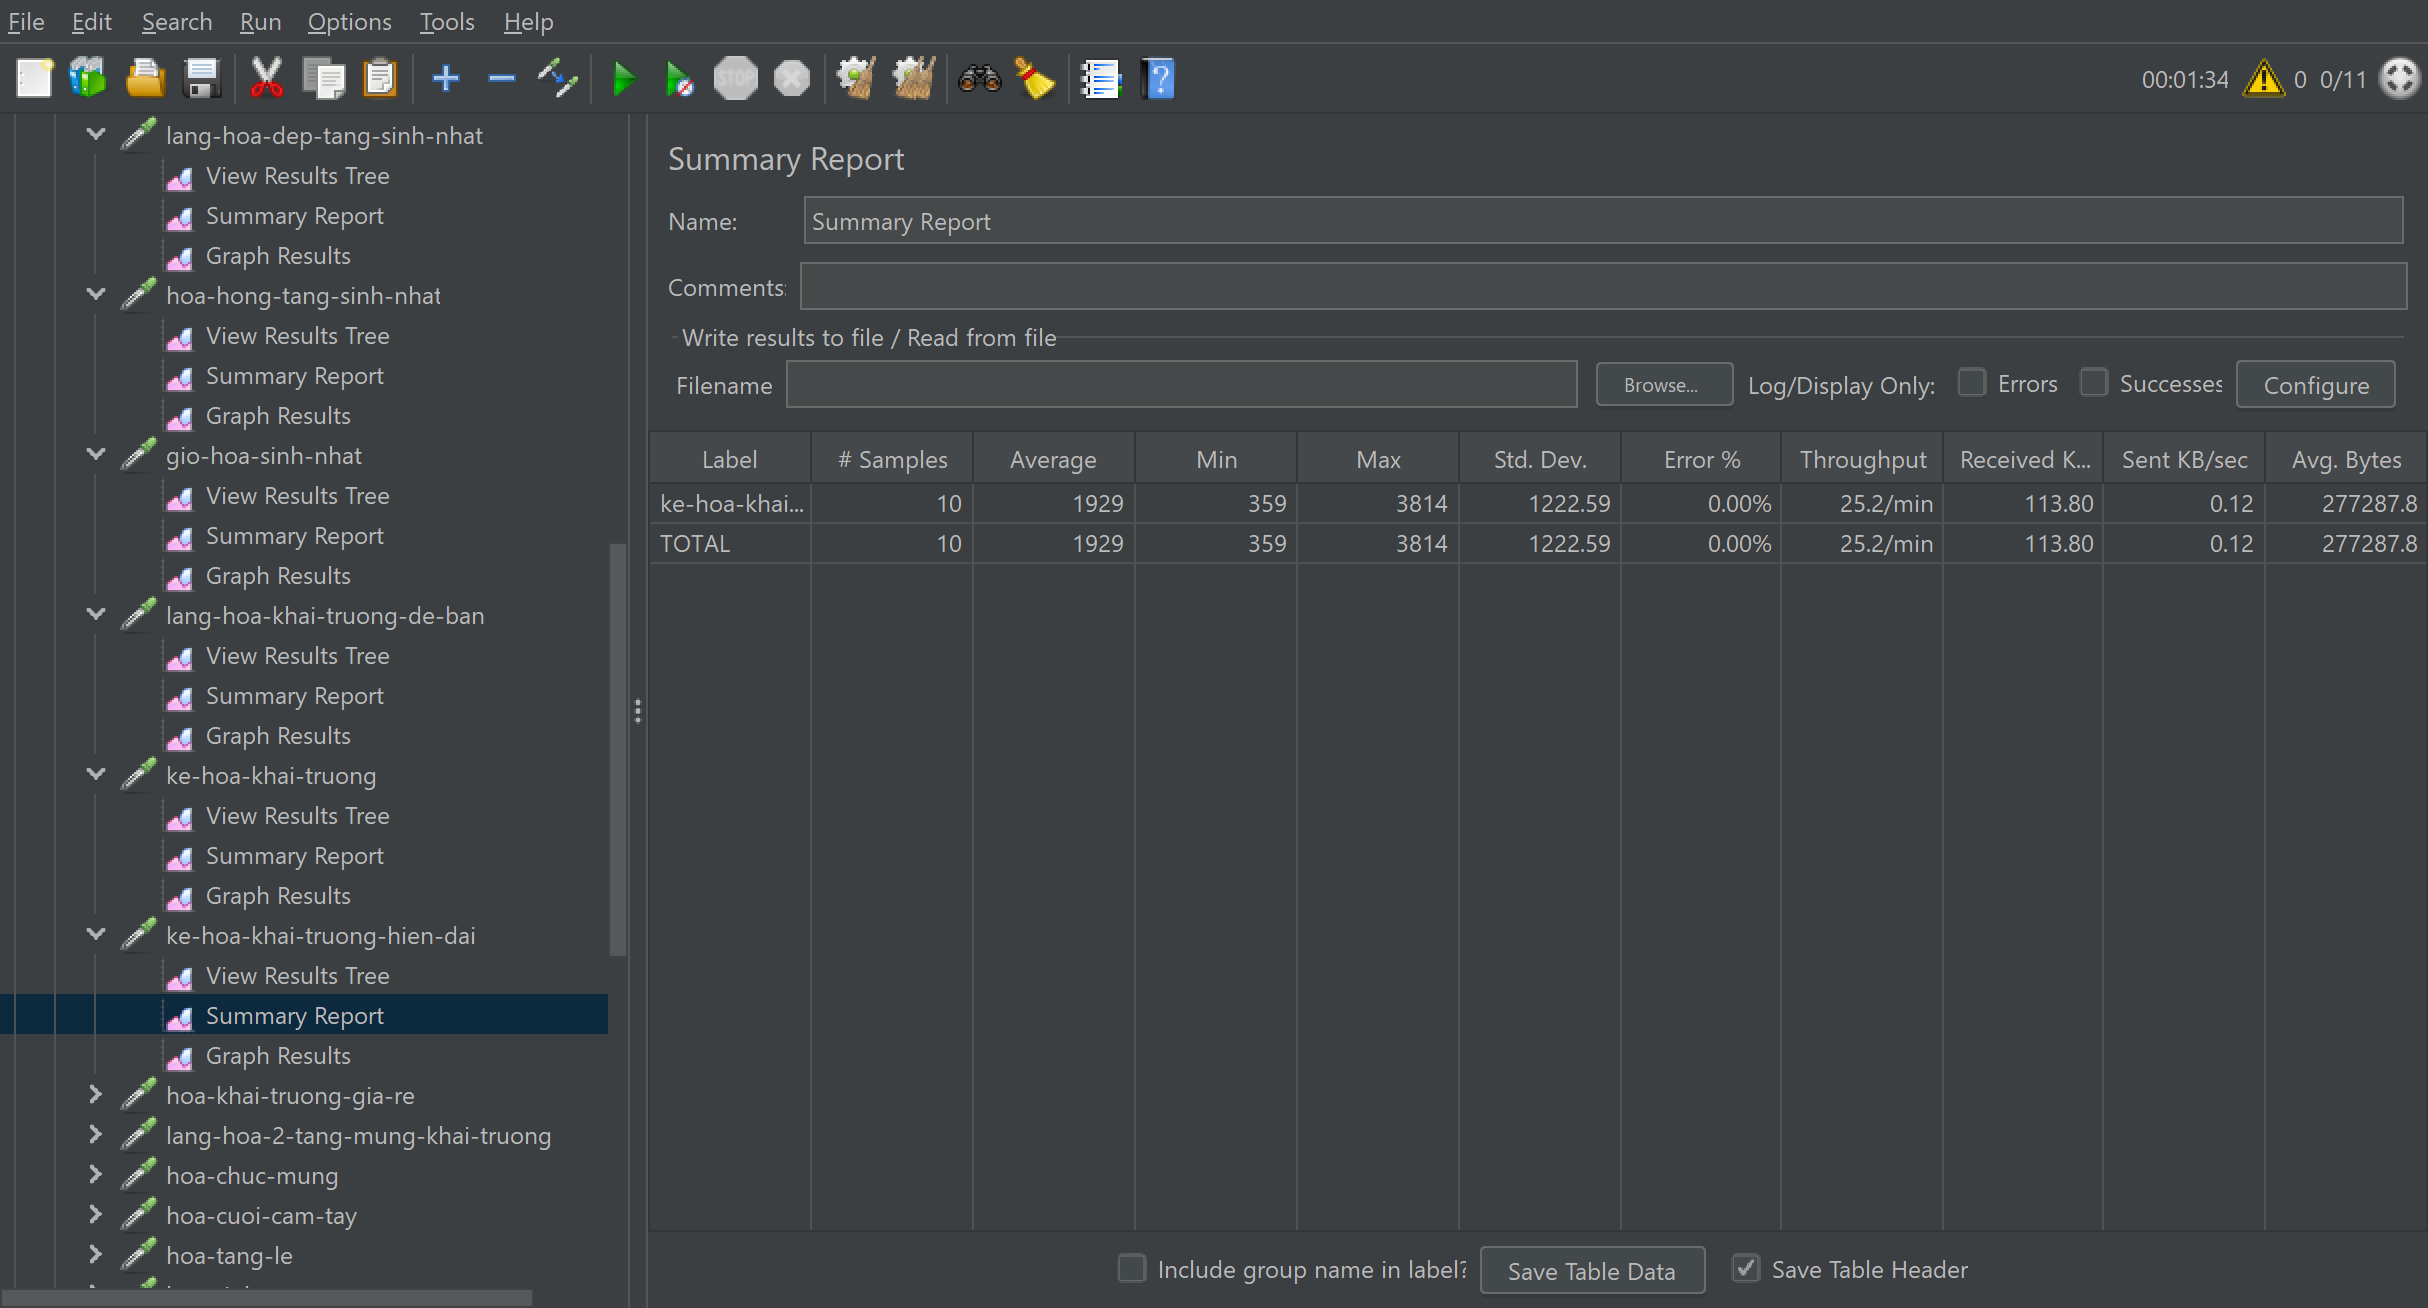 File Edit Search Run Options Tools Help
STOP
00:01:34 0 0/11
lang-hoa-dep-tang-sinh-nhat
View Results Tree
Summary Report
Graph Results
hoa-hong-tang-sinh-nhat
View Results Tree
Summary Report
Graph Results
gio-hoa-sinh-nhat
View Results Tree
Summary Report
Graph Results
lang-hoa-khai-truong-de-ban
View Results Tree
Summary Report
Graph Results
ke-hoa-khai-truong
View Results Tree
Summary Report
Graph Results
ke-hoa-khai-truong-hien-dai
View Results Tree
Summary Report
Graph Results
hoa-khai-truong-gia-re
lang-hoa-2-tang-mung-khai-truong
hoa-chuc-mung
hoa-cuoi-cam-tay
hoa-tang-le
Summary Report
Name: Summary Report
Comments:
Write results to file / Read from file
Filename Browse... Log/Display Only: Errors Successes Configure
Label # Samples Average Min Max Std. Dev. Error % Throughput Received K... Sent KB/sec Avg. Bytes
ke-hoa-khai... 10 1929 359 3814 1222.59 0.00% 25.2/min 113.80 0.12 277287.8
TOTAL 10 1929 359 3814 1222.59 0.00% 25.2/min 113.80 0.12 277287.8
Include group name in label? Save Table Data Save Table Header